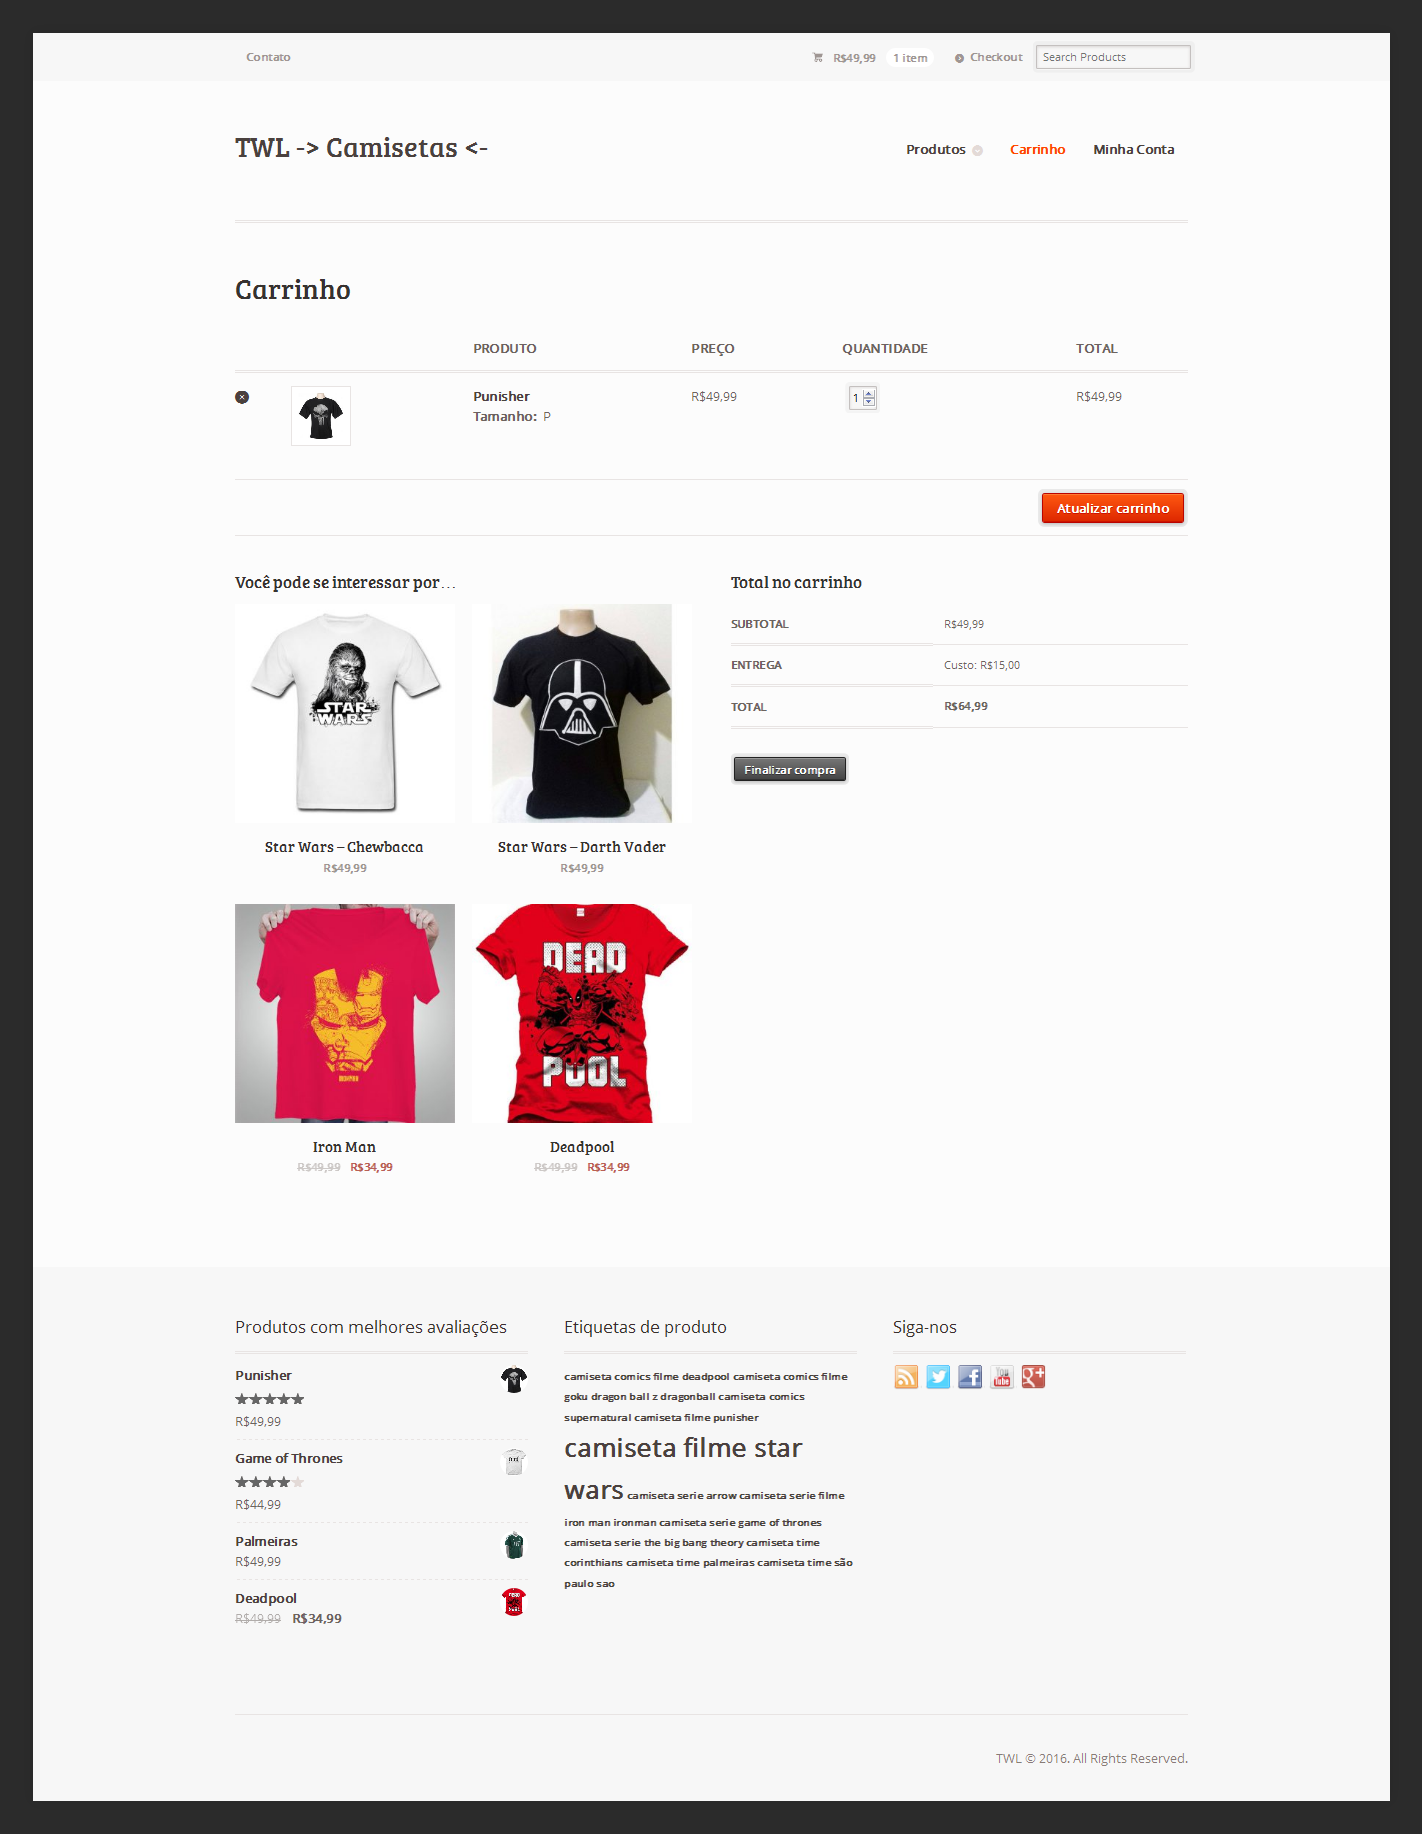 Contato
R$49,99 1 item Checkout Search Products
TWL -> Camisetas <-
Produtos Carrinho Minha Conta
Carrinho
PRODUTO PREÇO QUANTIDADE TOTAL
× Punisher R$49,99 1 R$49,99
Tamanho: P
Atualizar carrinho
Você pode se interessar por…
STAR
WARS
Star Wars – Chewbacca
R$49,99
Star Wars – Darth Vader
R$49,99
Iron Man
R$49,99 R$34,99
DEAD
POOL
Deadpool
R$49,99 R$34,99
Total no carrinho
SUBTOTAL R$49,99
ENTREGA Custo: R$15,00
TOTAL R$64,99
Finalizar compra
Produtos com melhores avaliações
Punisher
R$49,99
Game of Thrones
R$44,99
Palmeiras
R$49,99
Deadpool
R$49,99 R$34,99
Etiquetas de produto
camiseta comics filme deadpool camiseta comics filme
goku dragon ball z dragonball camiseta comics
supernatural camiseta filme punisher
camiseta filme star
wars camiseta serie arrow camiseta serie filme
iron man ironman camiseta serie game of thrones
camiseta serie the big bang theory camiseta time
corinthians camiseta time palmeiras camiseta time são
paulo sao
Siga-nos
You
Tube
TWL © 2016. All Rights Reserved.